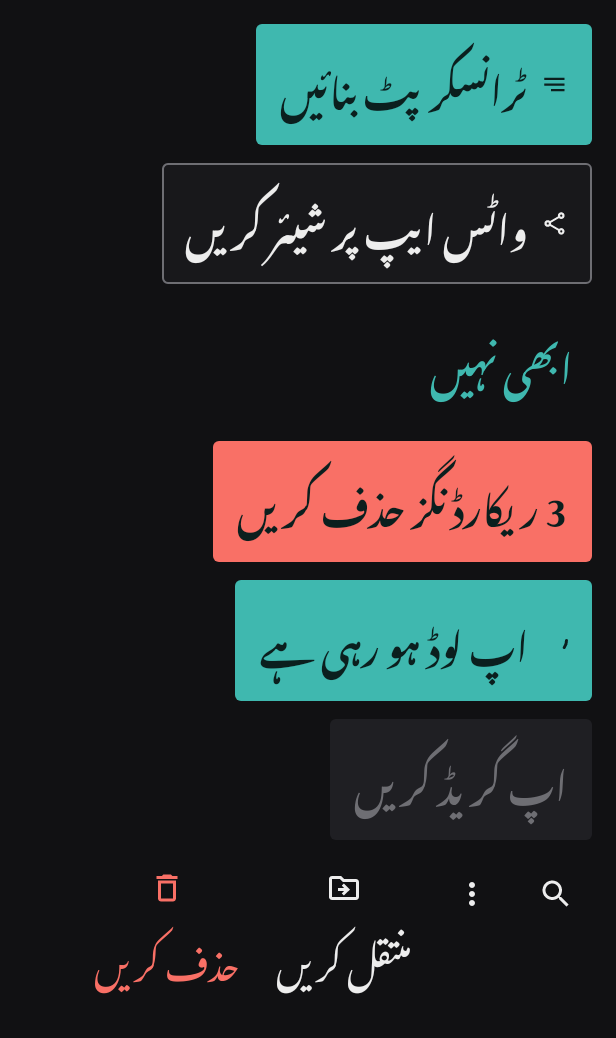 ٹرانسکرپٹ بنائیں
واٹس ایپ پر شیئر کریں
ابھی نہیں
3 ریکارڈنگز حذف کریں
اپ لوڈ ہو رہی ہے
اپ گریڈ کریں
منتقل کریں
حذف کریں